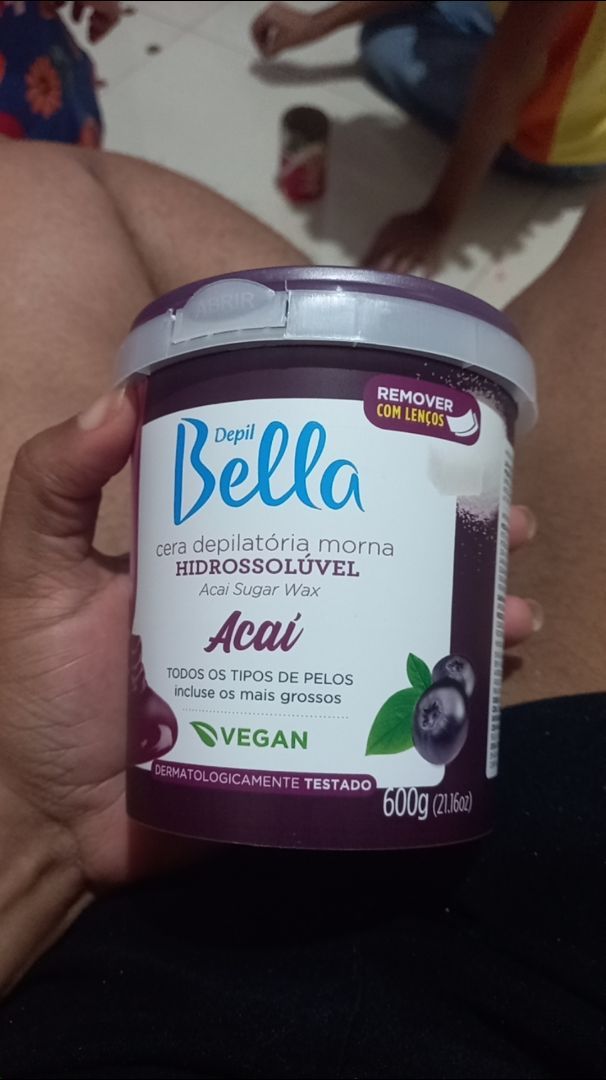 ABRIR
REMOVER
COM LENÇOS
Depil
Bella
cera depilatória morna
HIDROSSOLÚVEL
Acai Sugar Wax
Açaí
TODOS OS TIPOS DE PELOS
incluse os mais grossos
VEGAN
DERMATOLOGICAMENTE TESTADO
600g (21.16oz)